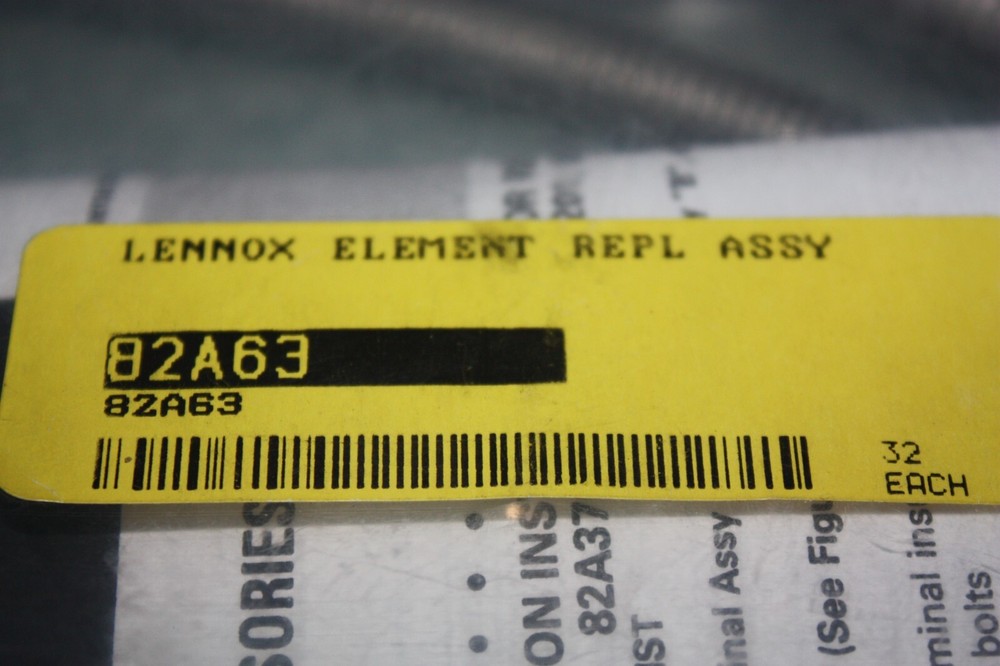 LENNOX ELEMENT REPL ASSY
82A63
82A63
32
EACH
SORIES
ON INS
82A37
IST
inal Assy
(See Figu
minal ins
bolts